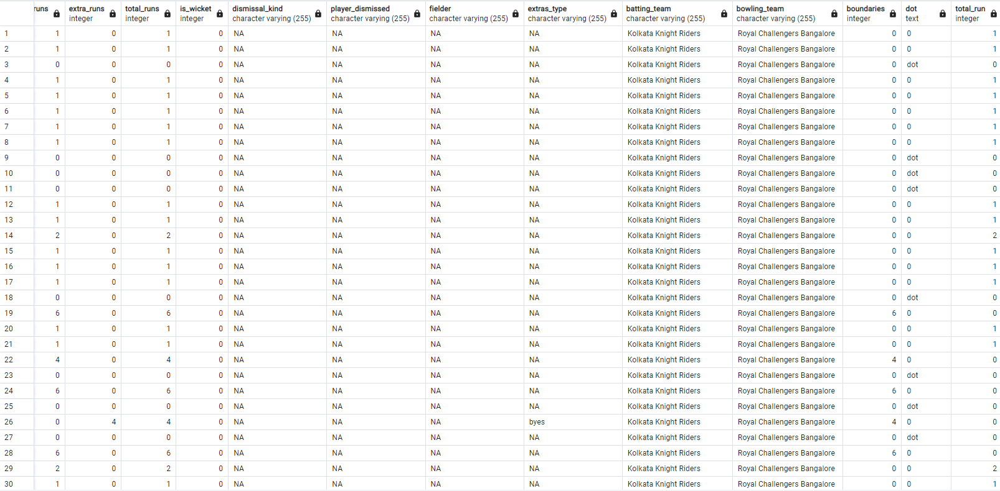 runs extra_runs total_runs is_wicket dismissal_kind player_dismissed fielder extras_type batting_team bowling_team boundaries dot total_run
integer integer integer character varying (255) character varying (255) character varying (255) character varying (255) character varying (255) character varying (255) integer text integer
1 1 0 1 0 NA NA NA NA Kolkata Knight Riders Royal Challengers Bangalore 0 0 1
2 1 0 1 0 NA NA NA NA Kolkata Knight Riders Royal Challengers Bangalore 0 0 1
3 0 0 0 0 NA NA NA NA Kolkata Knight Riders Royal Challengers Bangalore 0 dot 0
4 1 0 1 0 NA NA NA NA Kolkata Knight Riders Royal Challengers Bangalore 0 0 1
5 1 0 1 0 NA NA NA NA Kolkata Knight Riders Royal Challengers Bangalore 0 0 1
6 1 0 1 0 NA NA NA NA Kolkata Knight Riders Royal Challengers Bangalore 0 0 1
7 1 0 1 0 NA NA NA NA Kolkata Knight Riders Royal Challengers Bangalore 0 0 1
8 1 0 1 0 NA NA NA NA Kolkata Knight Riders Royal Challengers Bangalore 0 0 1
9 0 0 0 0 NA NA NA NA Kolkata Knight Riders Royal Challengers Bangalore 0 dot 0
10 0 0 0 0 NA NA NA NA Kolkata Knight Riders Royal Challengers Bangalore 0 dot 0
11 0 0 0 0 NA NA NA NA Kolkata Knight Riders Royal Challengers Bangalore 0 dot 0
12 1 0 1 0 NA NA NA NA Kolkata Knight Riders Royal Challengers Bangalore 0 0 1
13 1 0 1 0 NA NA NA NA Kolkata Knight Riders Royal Challengers Bangalore 0 0 1
14 2 0 2 0 NA NA NA NA Kolkata Knight Riders Royal Challengers Bangalore 0 0 2
15 1 0 1 0 NA NA NA NA Kolkata Knight Riders Royal Challengers Bangalore 0 0 1
16 1 0 1 0 NA NA NA NA Kolkata Knight Riders Royal Challengers Bangalore 0 0 1
17 1 0 1 0 NA NA NA NA Kolkata Knight Riders Royal Challengers Bangalore 0 0 1
18 0 0 0 0 NA NA NA NA Kolkata Knight Riders Royal Challengers Bangalore 0 dot 0
19 6 0 6 0 NA NA NA NA Kolkata Knight Riders Royal Challengers Bangalore 6 0 0
20 1 0 1 0 NA NA NA NA Kolkata Knight Riders Royal Challengers Bangalore 0 0 1
21 1 0 1 0 NA NA NA NA Kolkata Knight Riders Royal Challengers Bangalore 0 0 1
22 4 0 4 0 NA NA NA NA Kolkata Knight Riders Royal Challengers Bangalore 4 0 0
23 0 0 0 0 NA NA NA NA Kolkata Knight Riders Royal Challengers Bangalore 0 dot 0
24 6 0 6 0 NA NA NA NA Kolkata Knight Riders Royal Challengers Bangalore 6 0 0
25 0 0 0 0 NA NA NA NA Kolkata Knight Riders Royal Challengers Bangalore 0 dot 0
26 0 4 4 0 NA NA NA byes Kolkata Knight Riders Royal Challengers Bangalore 4 0 0
27 0 0 0 0 NA NA NA NA Kolkata Knight Riders Royal Challengers Bangalore 0 dot 0
28 6 0 6 0 NA NA NA NA Kolkata Knight Riders Royal Challengers Bangalore 6 0 0
29 2 0 2 0 NA NA NA NA Kolkata Knight Riders Royal Challengers Bangalore 0 0 2
30 1 0 1 0 NA NA NA NA Kolkata Knight Riders Royal Challengers Bangalore 0 0 1